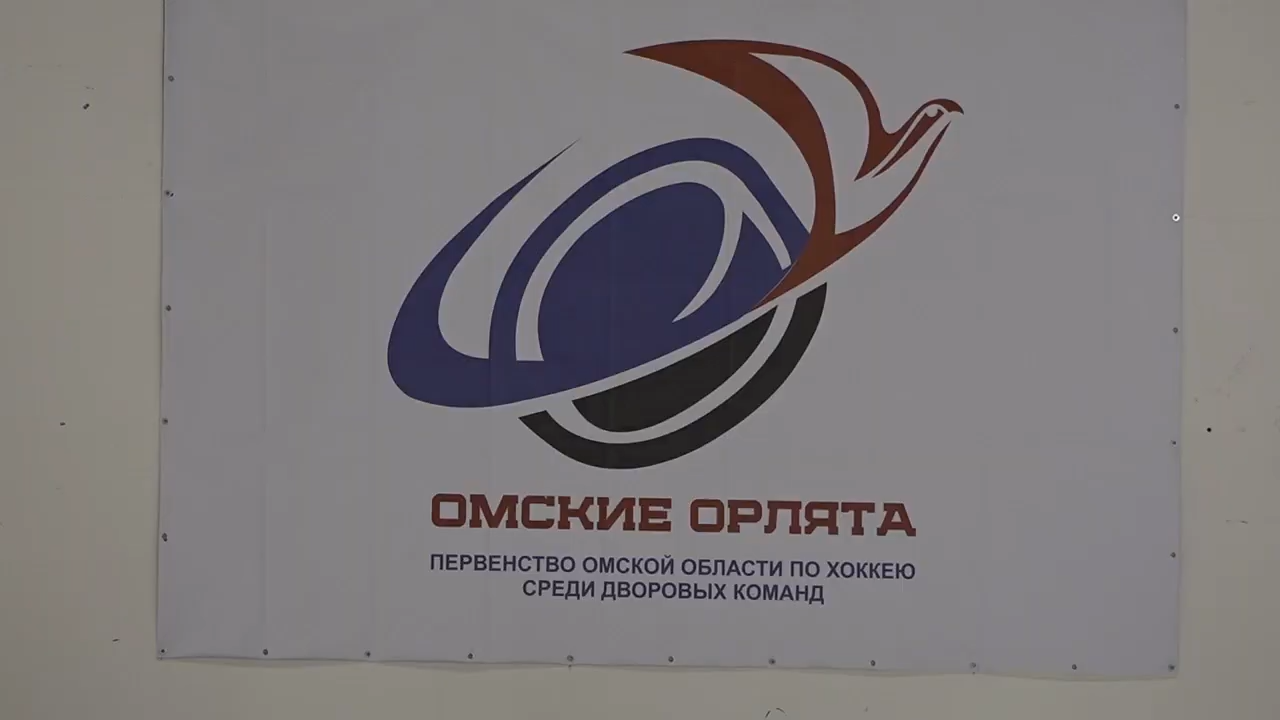 ОМСКИЕ ОРЛЯТА
ПЕРВЕНСТВО ОМСКОЙ ОБЛАСТИ ПО ХОККЕЮ
СРЕДИ ДВОРОВЫХ КОМАНД